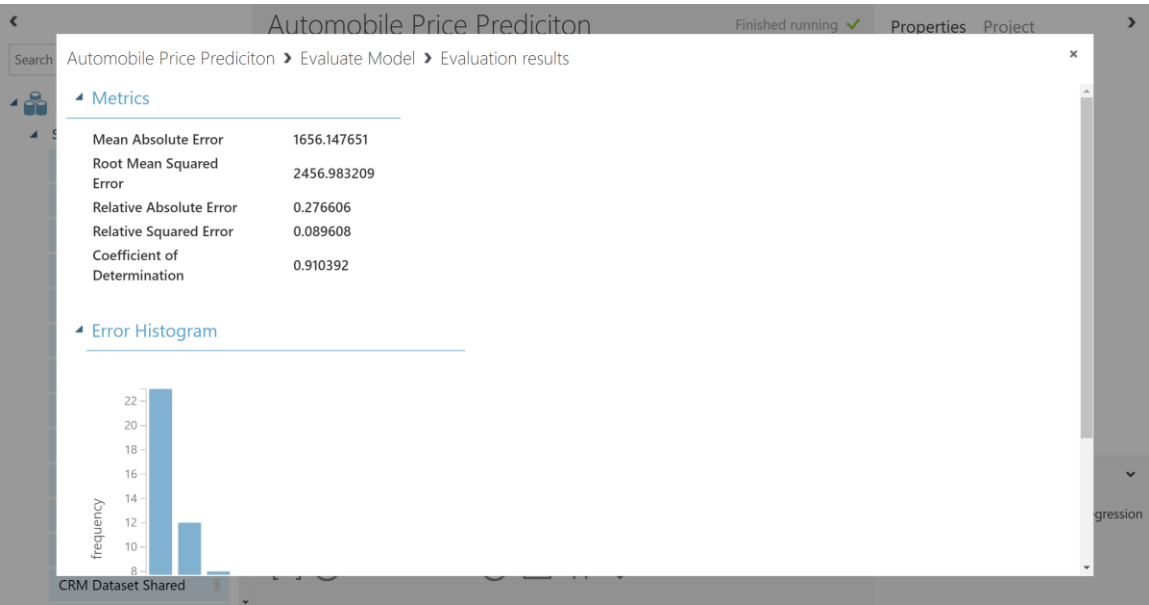 Automobile Price Prediciton
Finished running
Properties Project
Search
Automobile Price Prediciton > Evaluate Model > Evaluation results
Metrics
Mean Absolute Error 1656.147651
Root Mean Squared
Error 2456.983209
Relative Absolute Error 0.276606
Relative Squared Error 0.089608
Coefficient of
Determination 0.910392
Error Histogram
22
20
18
16
14
12
10
8
frequency
egression
CRM Dataset Shared